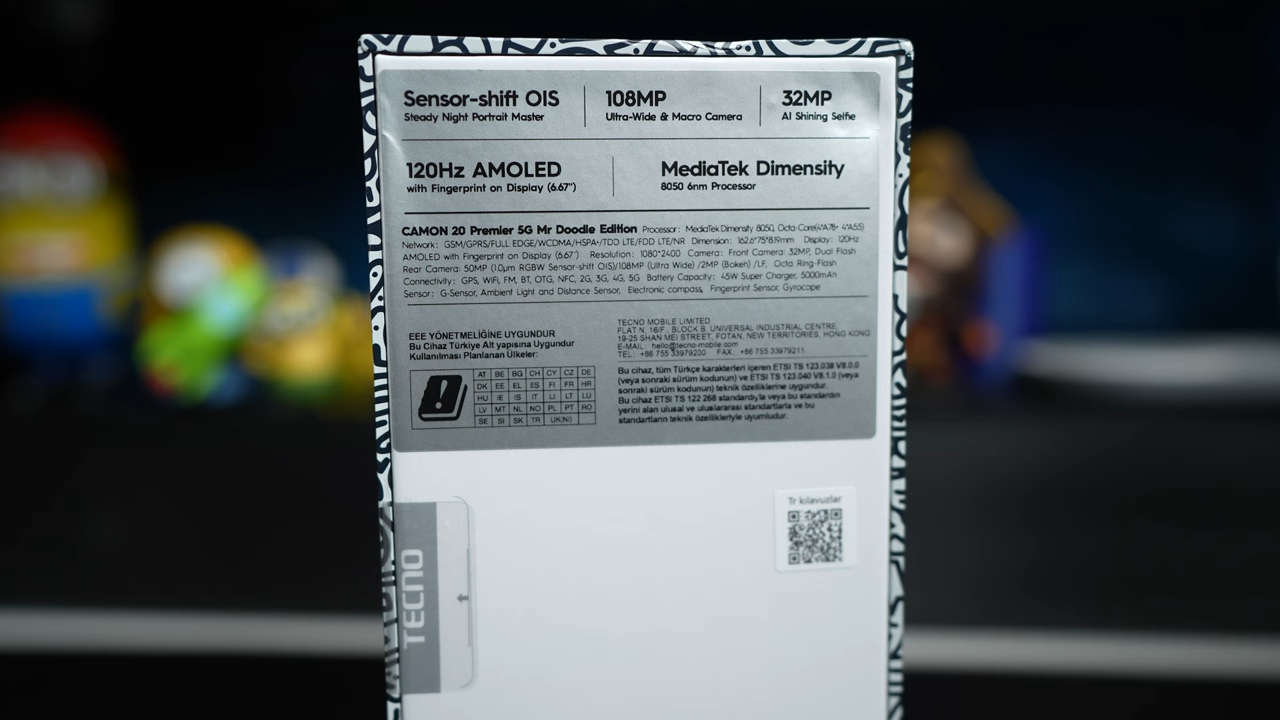 Sensor-shift OIS
Steady Night Portrait Master
108MP
Ultra-Wide & Macro Camera
32MP
AI Shining Selfie
120Hz AMOLED
with Fingerprint on Display (6.67")
MediaTek Dimensity
8050 6nm Processor
CAMON 20 Premier 5G Mr Doodle Edition Processor: MediaTek Dimensity 8050, Octa-Core(4*A78+ 4*A55)
Network: GSM/GPRS/FULL EDGE/WCDMA/HSPA+/TDD LTE/FDD LTE/NR Dimension: 162.6*75*8.19mm Display: 120Hz
AMOLED with Fingerprint on Display (6.67") Resolution: 1080*2400 Camera: Front Camera: 32MP, Dual Flash
Rear Camera: 50MP (1.0μm RGBW Sensor-shift OIS)/108MP (Ultra Wide) /2MP (Bokeh) /LF, Octa Ring-Flash
Connectivity: GPS, WiFi, FM, BT, OTG, NFC, 2G, 3G, 4G, 5G Battery Capacity: 45W Super Charger, 5000mAh
Sensor: G-Sensor, Ambient Light and Distance Sensor, Electronic compass, Fingerprint Sensor, Gyrocope
EEE YÖNETMELİĞİNE UYGUNDUR
Bu Cihaz Türkiye Alt yapısına Uygundur
Kullanılması Planlanan Ülkeler:
AT BE BG CH CY CZ DE
DK EE EL ES FI FR HR
HU IE IS IT LI LT LU
LV MT NL NO PL PT RO
SE SI SK TR UK(NI)
TECNO MOBILE LIMITED
FLAT N, 16/F., BLOCK B, UNIVERSAL INDUSTRIAL CENTRE,
19-25 SHAN MEI STREET, FOTAN, NEW TERRITORIES, HONG KONG
E-MAIL: hello@tecno-mobile.com
TEL: +86 755 33979200 FAX: +86 755 33979211
Bu cihaz, tüm Türkçe karakterleri içeren ETSI TS 123.038 V8.0.0
(veya sonraki sürüm kodunun) ve ETSI TS 123.040 V8.1.0 (veya
sonraki sürüm kodunun) teknik özelliklerine uygundur.
Bu cihaz ETSI TS 122 268 standardıyla veya bu standardın
yerini alan ulusal ve uluslararası standartlarla ve bu
standartların teknik özellikleriyle uyumludur.
Tr kılavuzlar
TECNO